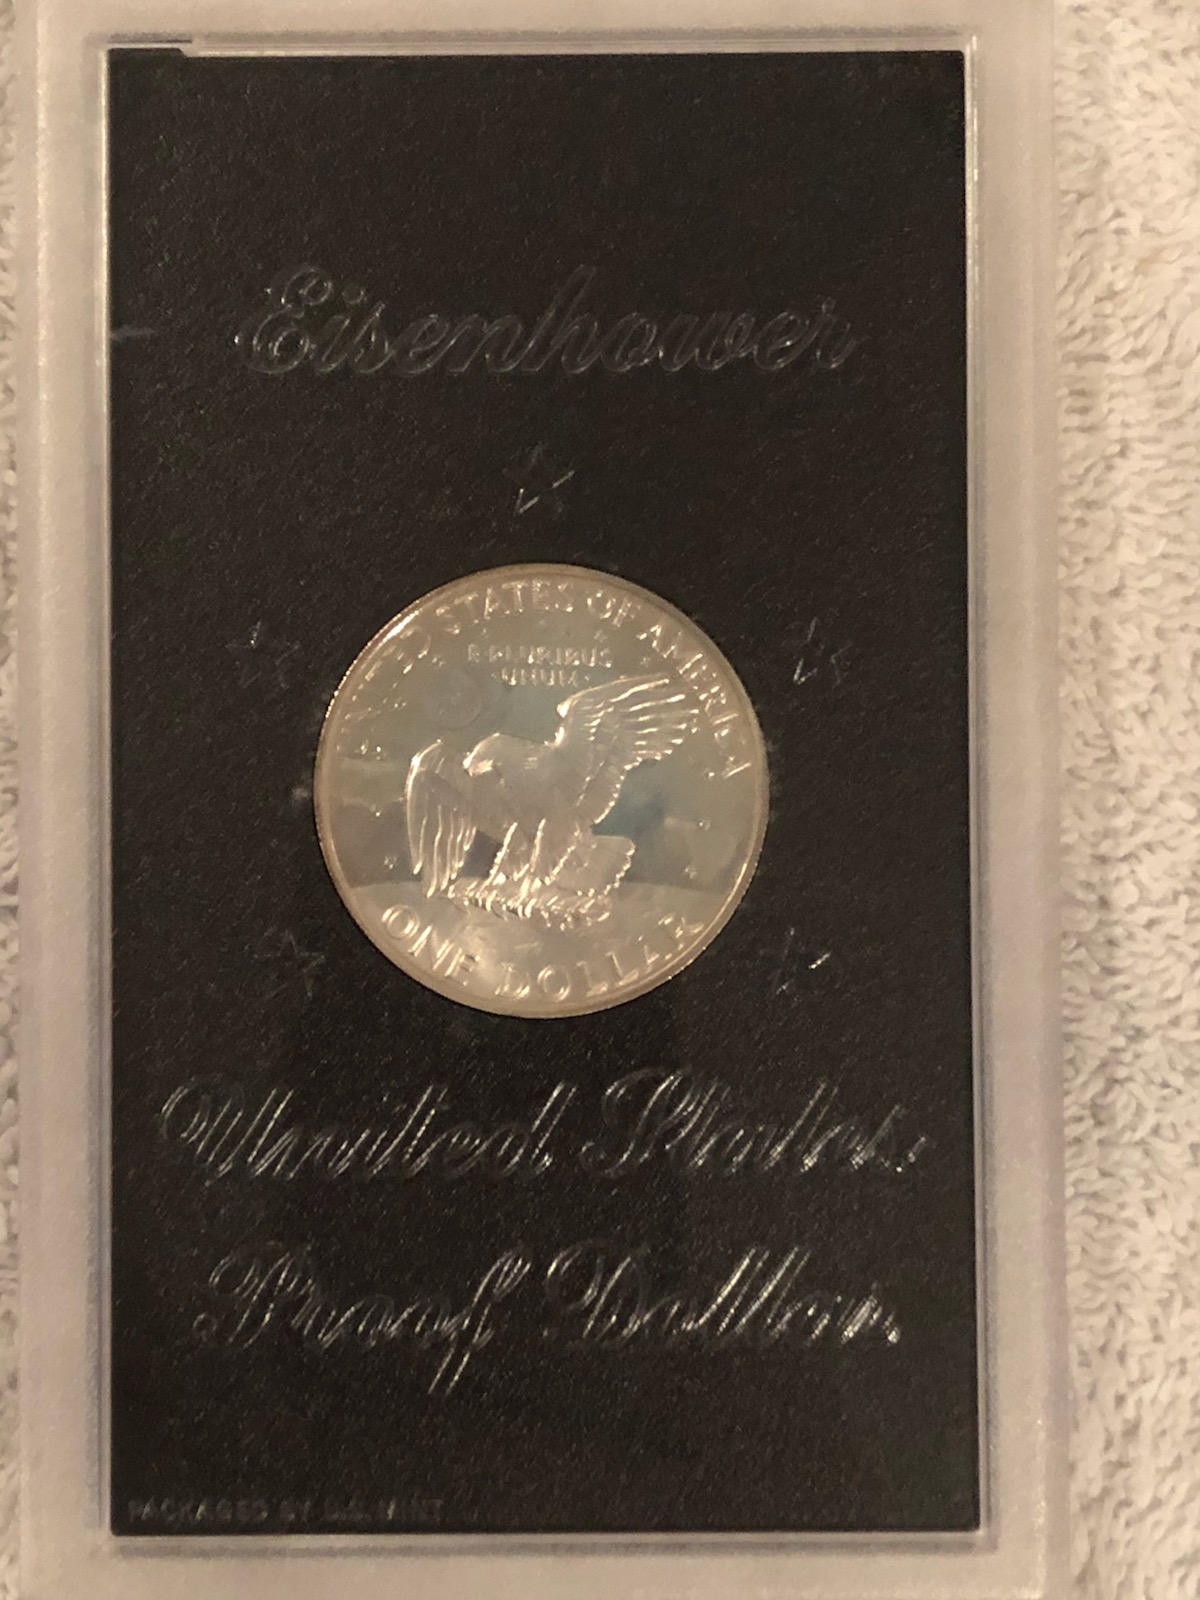 Eisenhower
UNITED STATES OF AMERICA
E PLURIBUS
UNUM
ONE DOLLAR
United States
Proof Dollar
PACKAGED BY U.S. MINT